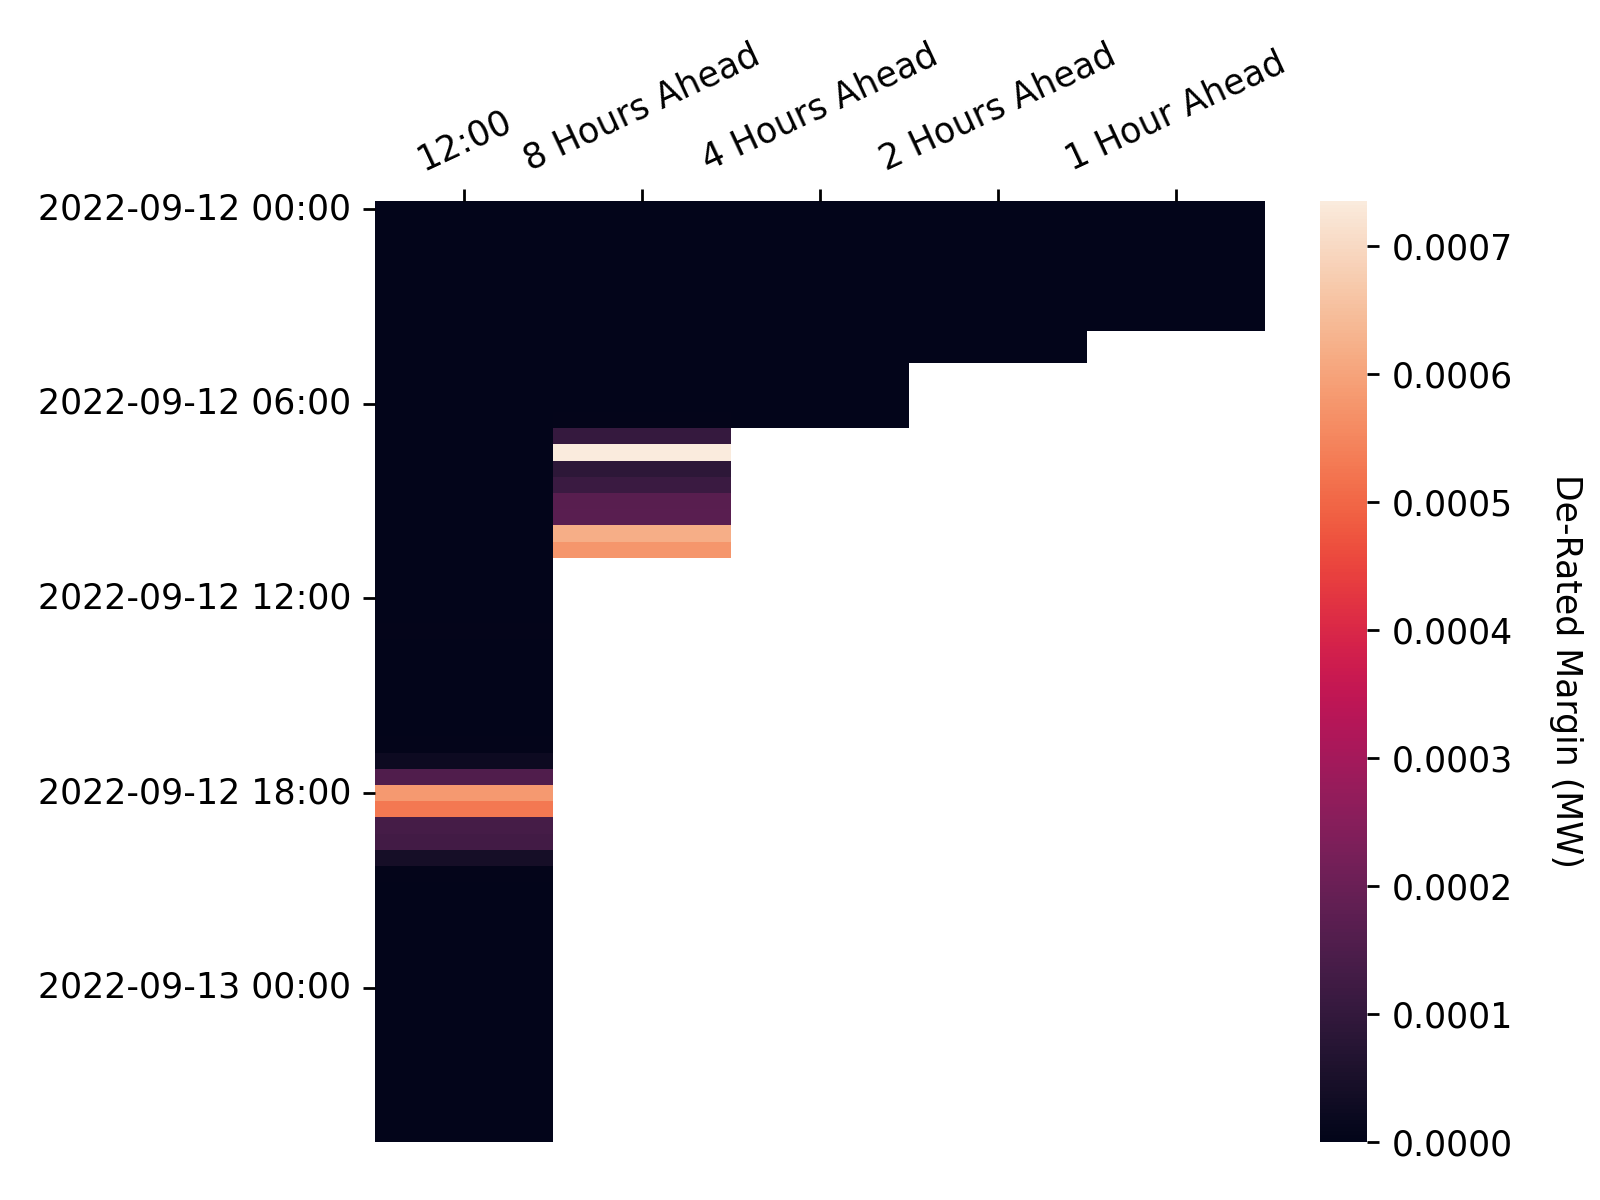 12:00
8 Hours Ahead
4 Hours Ahead
2 Hours Ahead
1 Hour Ahead
2022-09-12 00:00
2022-09-12 06:00
2022-09-12 12:00
2022-09-12 18:00
2022-09-13 00:00
0.0007
0.0006
0.0005
0.0004
0.0003
0.0002
0.0001
0.0000
De-Rated Margin (MW)